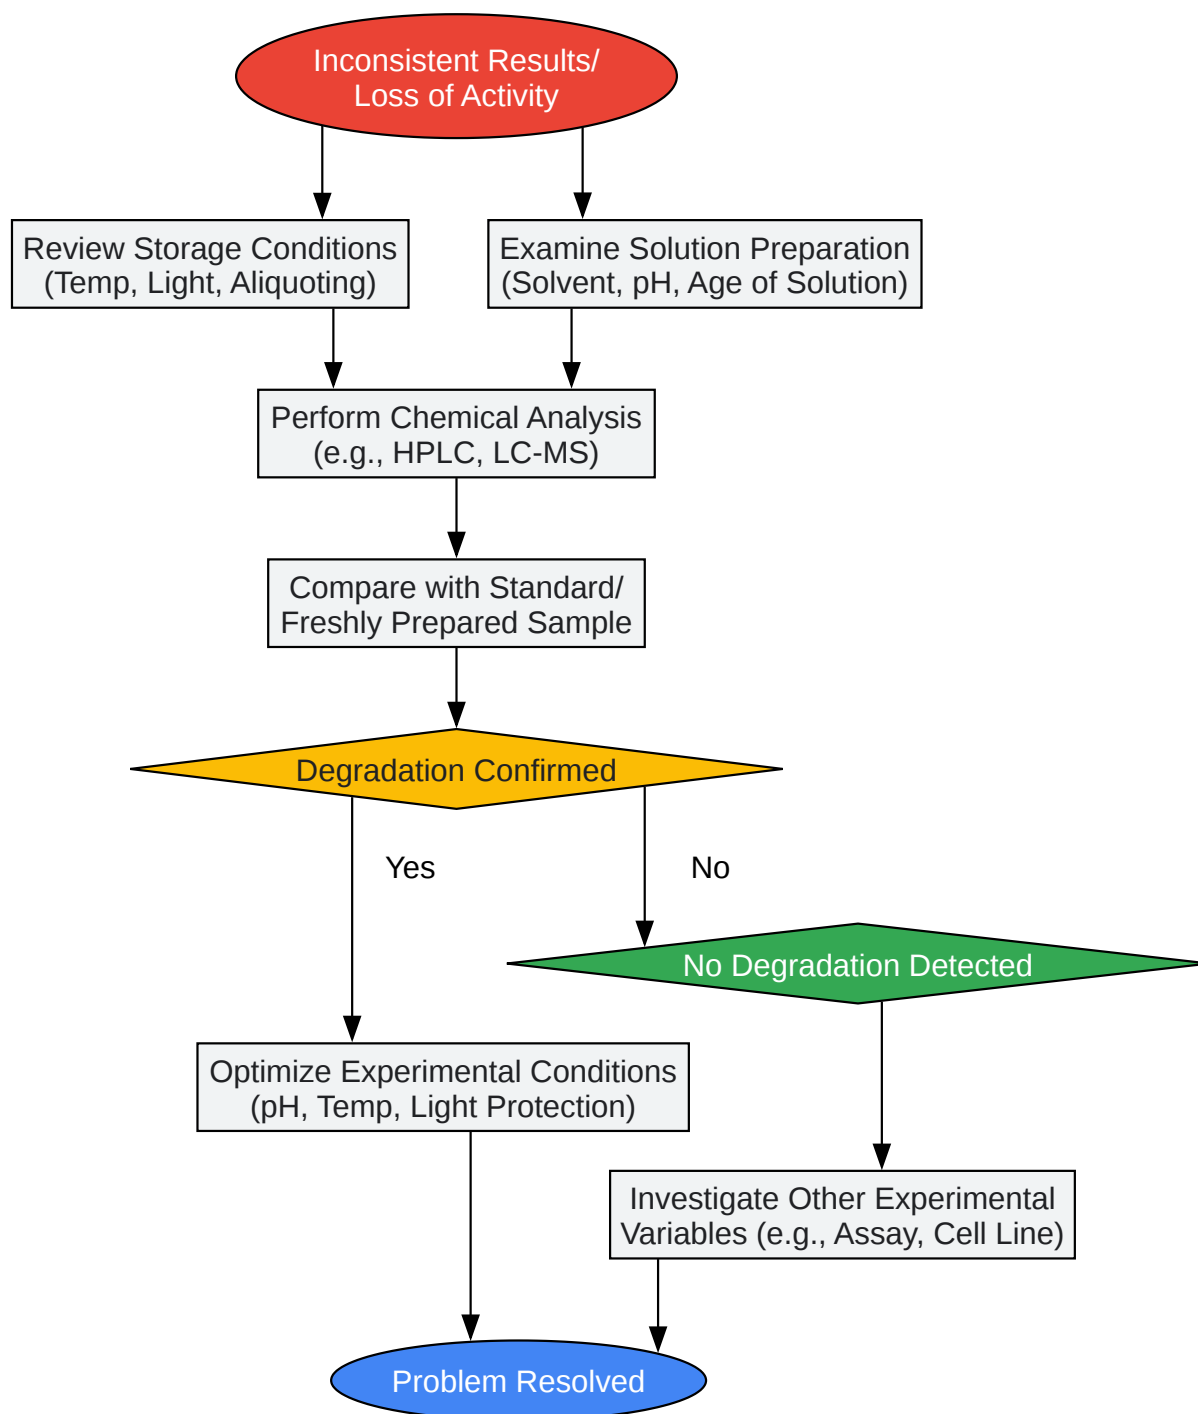 Inconsistent Results/
Loss of Activity
Review Storage Conditions
(Temp, Light, Aliquoting)
Examine Solution Preparation
(Solvent, pH, Age of Solution)
Perform Chemical Analysis
(e.g., HPLC, LC-MS)
Compare with Standard/
Freshly Prepared Sample
Degradation Confirmed
Yes
No
No Degradation Detected
Optimize Experimental Conditions
(pH, Temp, Light Protection)
Investigate Other Experimental
Variables (e.g., Assay, Cell Line)
Problem Resolved